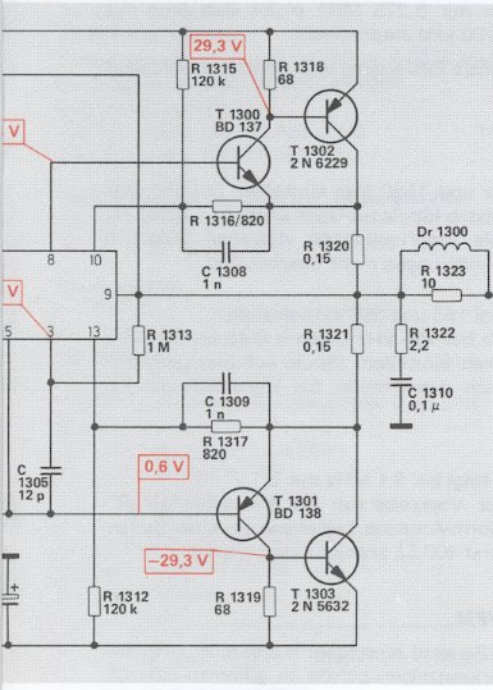 29,3 V
R 1315
120 k
R 1318
68
T 1300
BD 137
T 1302
2 N 6229
V
R 1316/820
C 1308
1 n
8
10
R 1320
0,15
Dr 1300
R 1323
10
V
9
5
3
13
R 1313
1 M
R 1321
0,15
R 1322
2,2
C 1309
1 n
C 1310
0,1 µ
R 1317
820
C
1305
12 p
0,6 V
T 1301
BD 138
−29,3 V
T 1303
2 N 5632
R 1312
120 k
R 1319
68
+